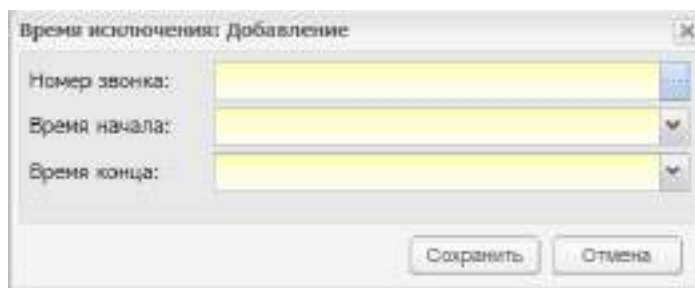 Время исключения: Добавление
Номер звонка:
Время начала:
Время конца:
Сохранить
Отмена